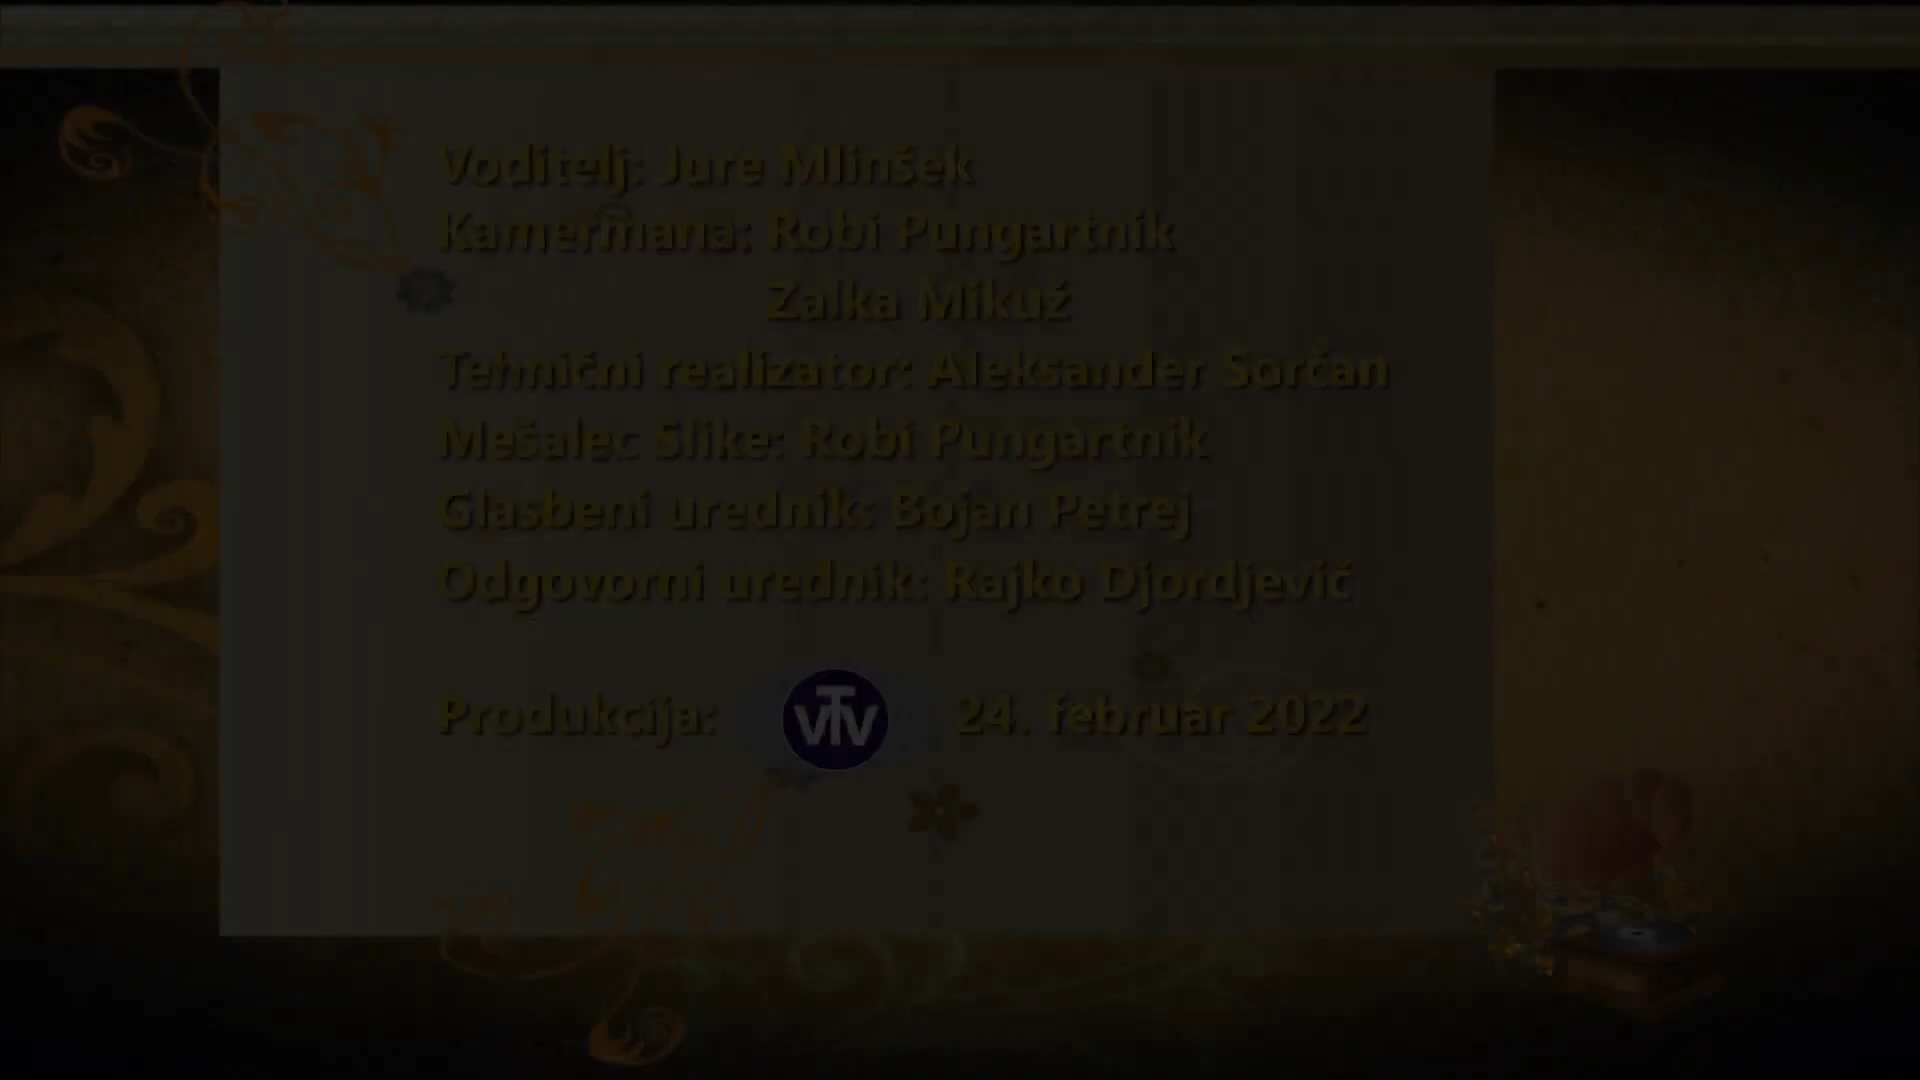 Voditelj: Jure Mlinšek
Kamermana: Robi Pungartnik
Zalka Mikuž
Tehnični realizator: Aleksander Sorčan
Mešalec Slike: Robi Pungartnik
Glasbeni urednik: Bojan Petrej
Odgovorni urednik: Rajko Djordjevič
Produkcija: VTV 24. februar 2022